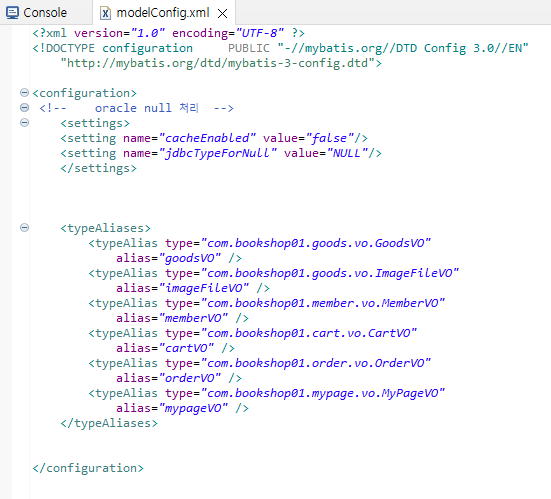 Console modelConfig.xml
<?xml version="1.0" encoding="UTF-8" ?>
<!DOCTYPE configuration     PUBLIC "-//mybatis.org//DTD Config 3.0//EN"
    "http://mybatis.org/dtd/mybatis-3-config.dtd">
<configuration>
 <!--    oracle null 처리  -->
    <settings>
    <setting name="cacheEnabled" value="false"/>
    <setting name="jdbcTypeForNull" value="NULL"/>
    </settings>
    <typeAliases>
        <typeAlias type="com.bookshop01.goods.vo.GoodsVO"
            alias="goodsVO" />
        <typeAlias type="com.bookshop01.goods.vo.ImageFileVO"
            alias="imageFileVO" />
        <typeAlias type="com.bookshop01.member.vo.MemberVO"
            alias="memberVO" />
        <typeAlias type="com.bookshop01.cart.vo.CartVO"
            alias="cartVO" />
        <typeAlias type="com.bookshop01.order.vo.OrderVO"
            alias="orderVO" />
        <typeAlias type="com.bookshop01.mypage.vo.MyPageVO"
            alias="mypageVO" />
    </typeAliases>
</configuration>